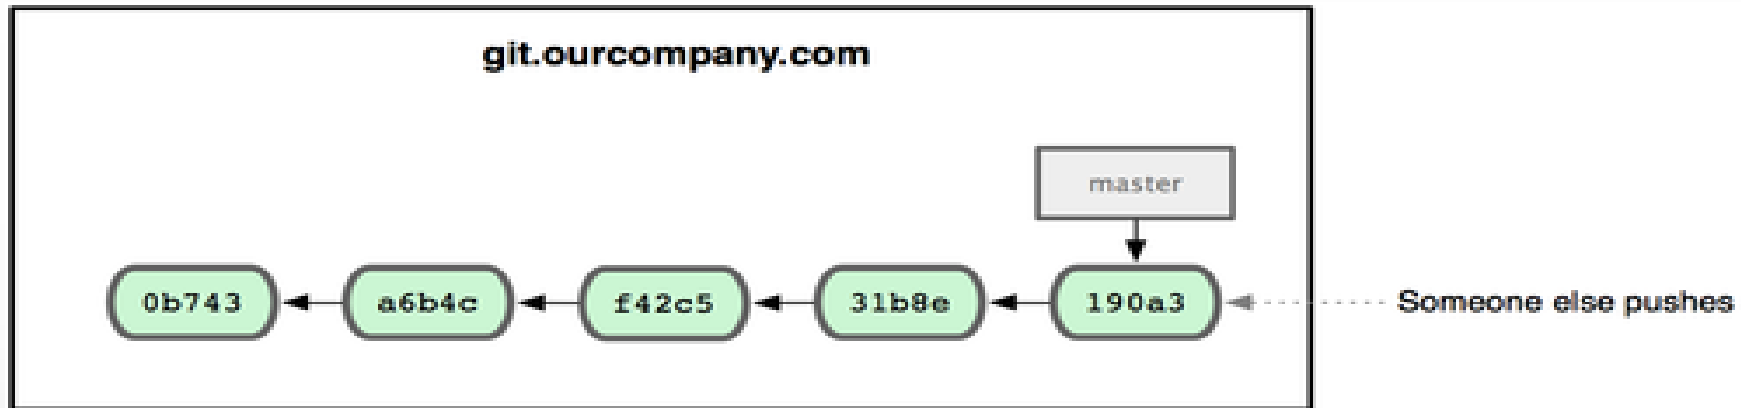 git.ourcompany.com
master
0b743
a6b4c
f42c5
31b8e
190a3
Someone else pushes